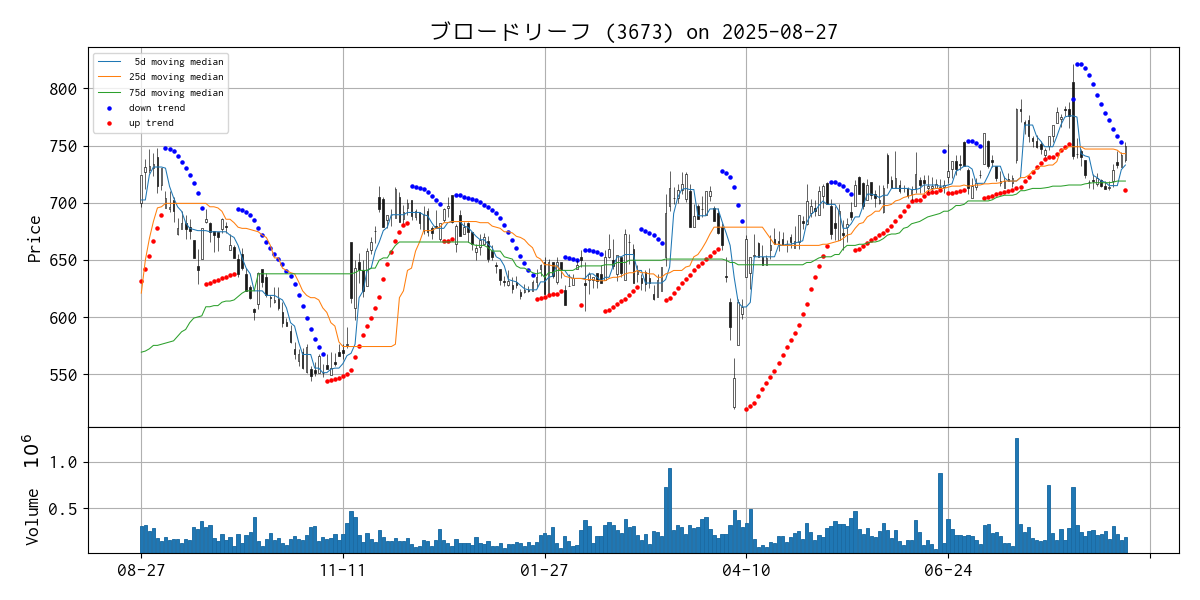 ブロードリーフ (3673) on 2025-08-27
5d moving median
25d moving median
75d moving median
down trend
up trend
Price
800
750
700
650
600
550
Volume 10^6
1.0
0.5
08-27 11-11 01-27 04-10 06-24